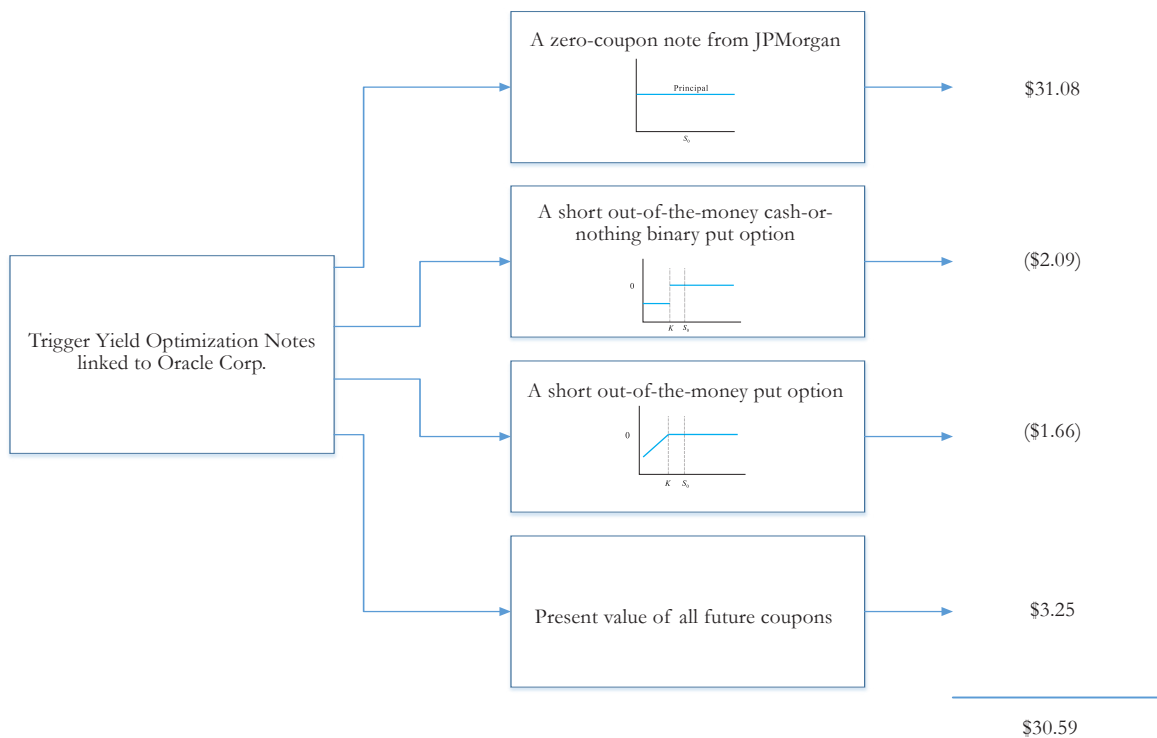 A zero-coupon note from JPMorgan
Principal
S₀
$31.08
A short out-of-the-money cash-or-
nothing binary put option
0
K S₀
($2.09)
Trigger Yield Optimization Notes
linked to Oracle Corp.
A short out-of-the-money put option
0
K S₀
($1.66)
Present value of all future coupons
$3.25
$30.59